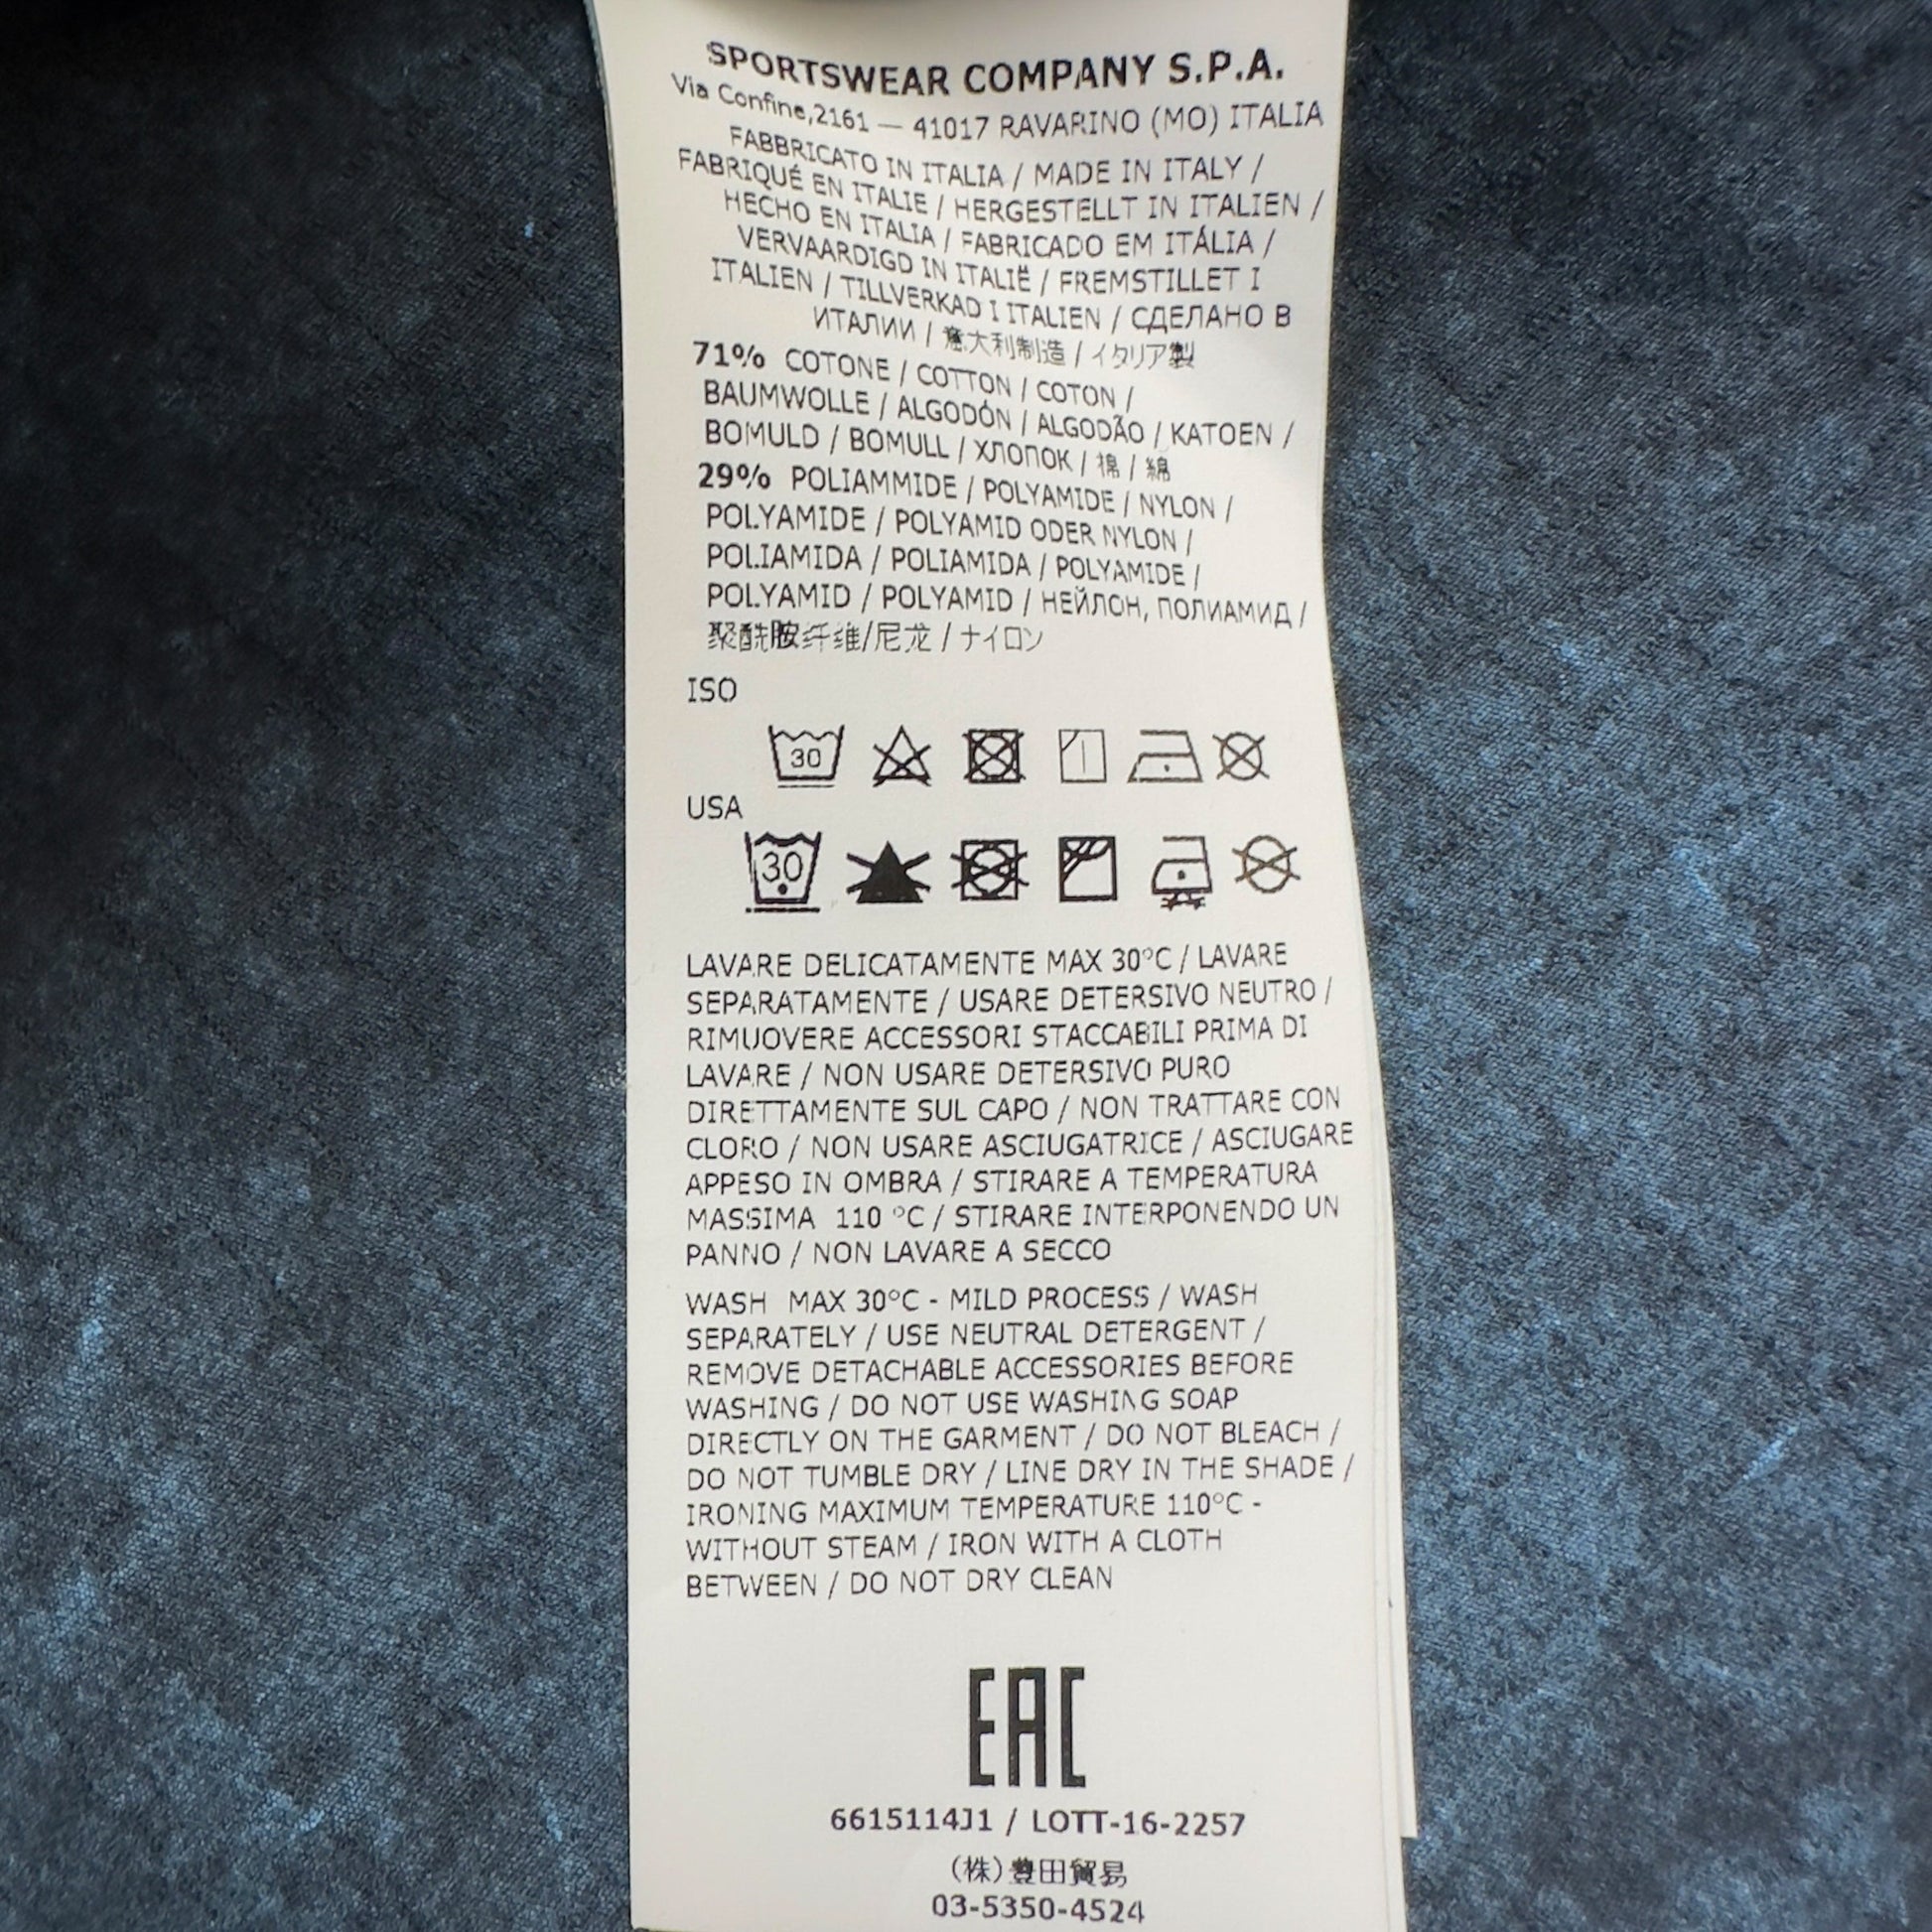 SPORTSWEAR COMPANY S.P.A.
Via Confine,2161 — 41017 RAVARINO (MO) ITALIA
FABBRICATO IN ITALIA / MADE IN ITALY /
FABRIQUÉ EN ITALIE / HERGESTELLT IN ITALIEN /
HECHO EN ITALIA / FABRICADO EM ITÁLIA /
VERVAARDIGD IN ITALIË / FREMSTILLET I
ITALIEN / TILLVERKAD I ITALIEN / СДЕЛАНО В
ИТАЛИИ / 意大利制造 / イタリア製
71% COTONE / COTTON / COTON /
BAUMWOLLE / ALGODÓN / ALGODÃO / KATOEN /
BOMULD / BOMULL / ХЛОПОК / 棉 / 綿
29% POLIAMMIDE / POLYAMIDE / NYLON /
POLYAMIDE / POLYAMID ODER NYLON /
POLIAMIDA / POLIAMIDA / POLYAMIDE /
POLYAMID / POLYAMID / НЕЙЛОН, ПОЛИАМИД /
聚酰胺纤维/尼龙 / ナイロン
ISO
30
USA
30
LAVARE DELICATAMENTE MAX 30°C / LAVARE
SEPARATAMENTE / USARE DETERSIVO NEUTRO /
RIMUOVERE ACCESSORI STACCABILI PRIMA DI
LAVARE / NON USARE DETERSIVO PURO
DIRETTAMENTE SUL CAPO / NON TRATTARE CON
CLORO / NON USARE ASCIUGATRICE / ASCIUGARE
APPESO IN OMBRA / STIRARE A TEMPERATURA
MASSIMA 110 °C / STIRARE INTERPONENDO UN
PANNO / NON LAVARE A SECCO
WASH MAX 30°C - MILD PROCESS / WASH
SEPARATELY / USE NEUTRAL DETERGENT /
REMOVE DETACHABLE ACCESSORIES BEFORE
WASHING / DO NOT USE WASHING SOAP
DIRECTLY ON THE GARMENT / DO NOT BLEACH /
DO NOT TUMBLE DRY / LINE DRY IN THE SHADE /
IRONING MAXIMUM TEMPERATURE 110°C -
WITHOUT STEAM / IRON WITH A CLOTH
BETWEEN / DO NOT DRY CLEAN
EAC
6615114J1 / LOTT-16-2257
(株)豊田貿易
03-5350-4524